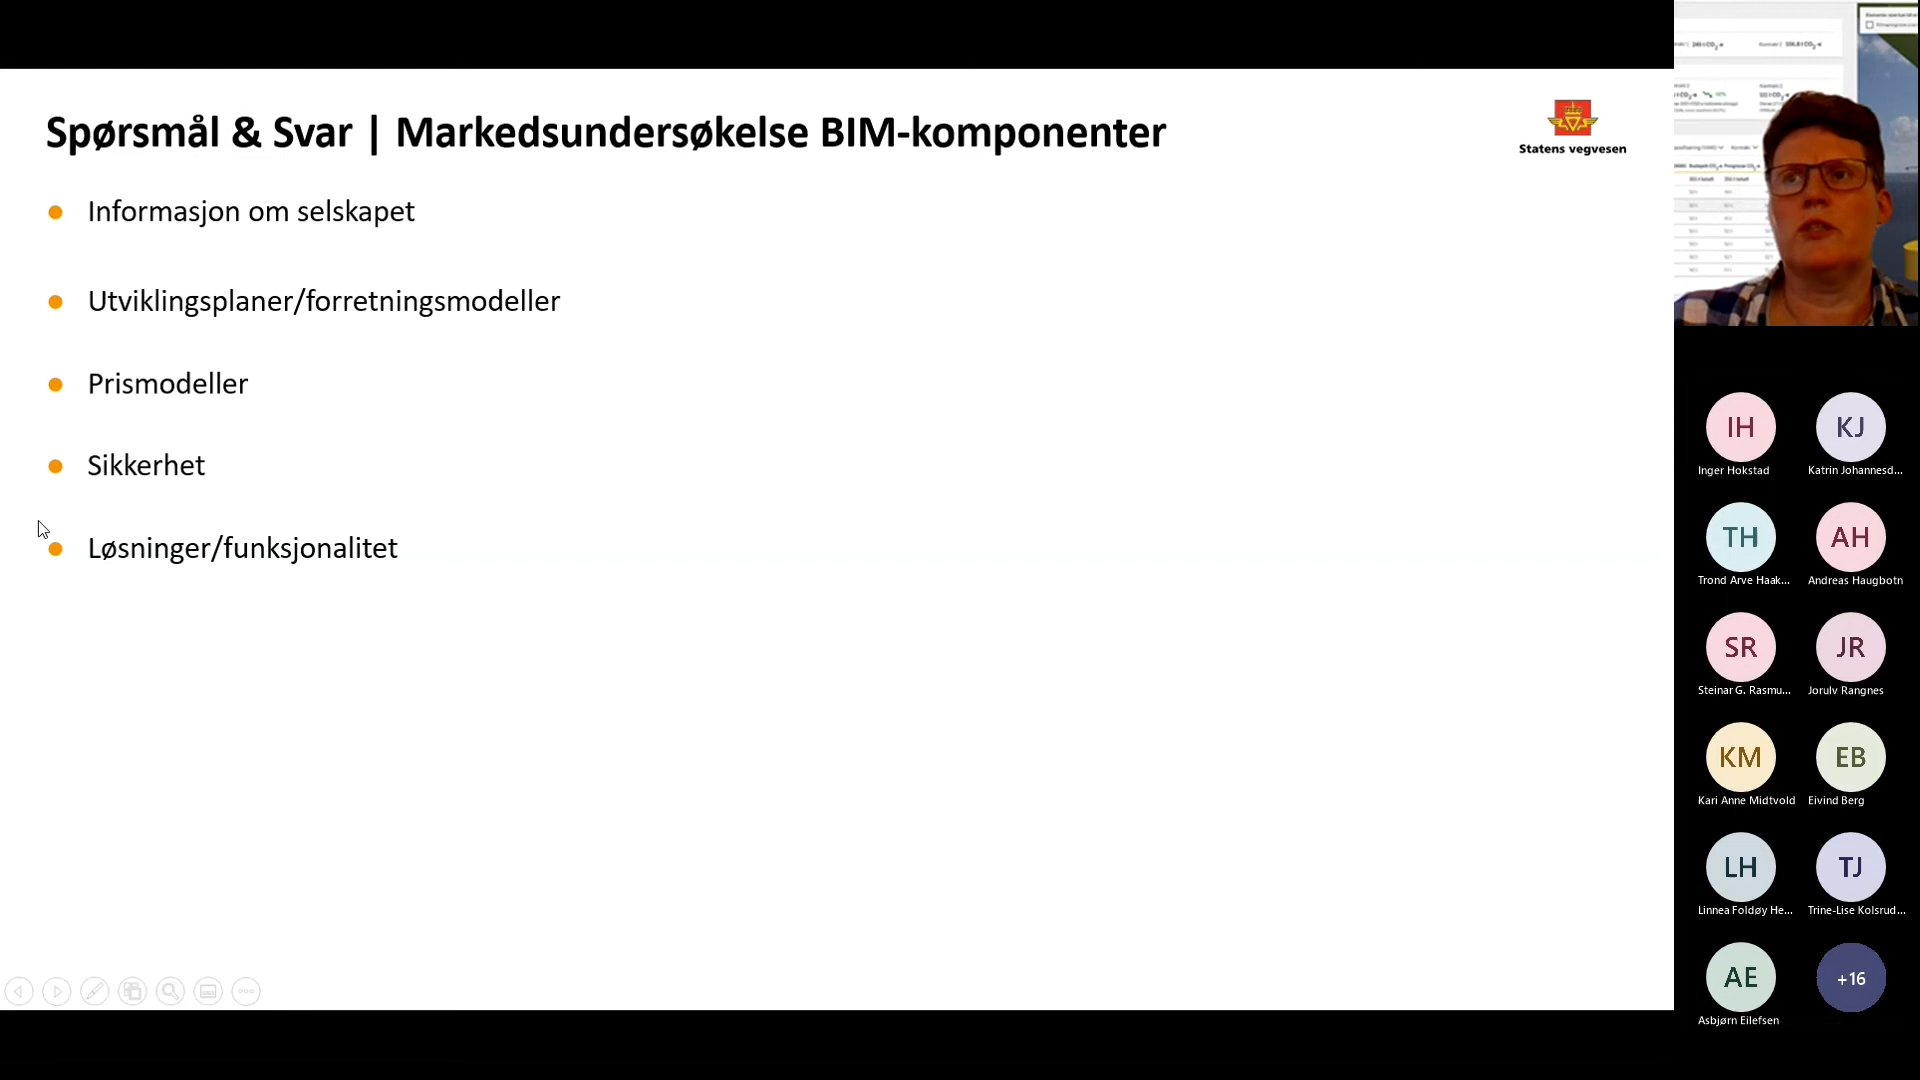 Spørsmål & Svar | Markedsundersøkelse BIM-komponenter
Statens vegvesen
Informasjon om selskapet
Utviklingsplaner/forretningsmodeller
Prismodeller
Sikkerhet
Løsninger/funksjonalitet
IH
KJ
Inger Hokstad
Katrin Johannesd...
TH
AH
Trond Arve Haak...
Andreas Haugbotn
SR
JR
Steinar G. Rasmu...
Jorulv Rangnes
KM
EB
Kari Anne Midtvold
Eivind Berg
LH
TJ
Linnea Foldøy He...
Trine-Lise Kolsrud...
AE
+16
Asbjørn Eilefsen